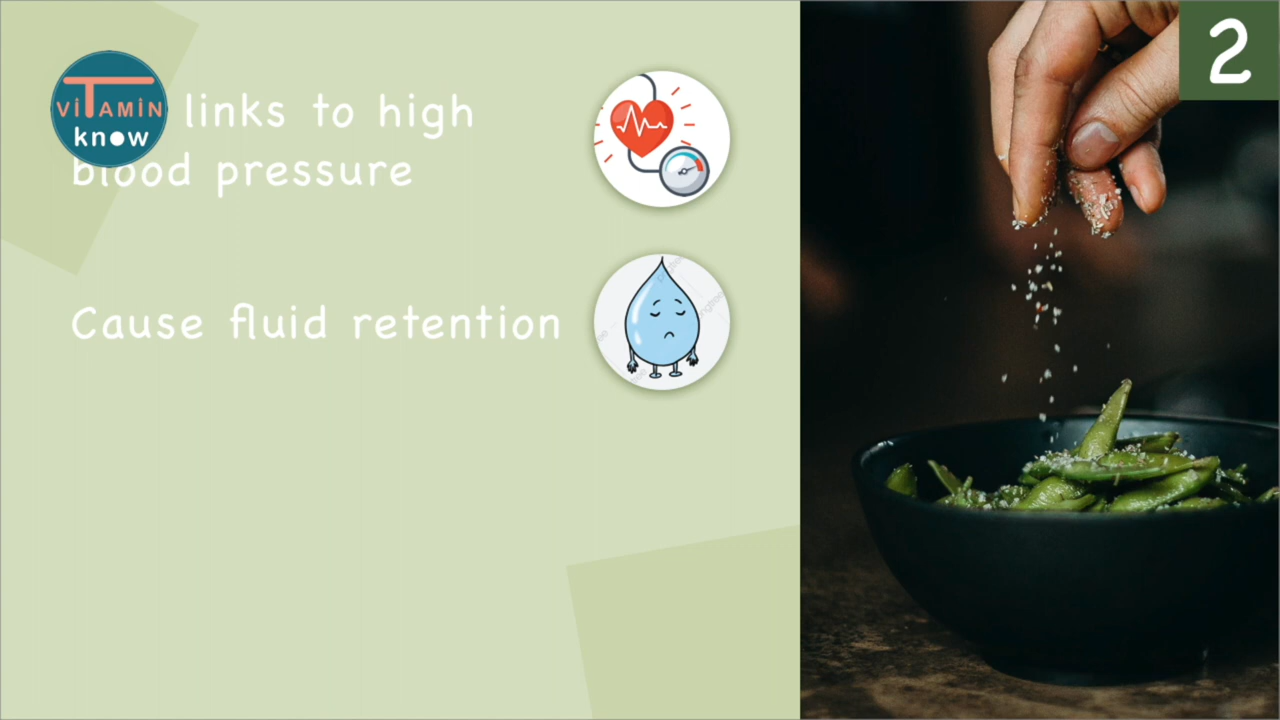 ViTAMiN
know
links to high
blood pressure
Cause fluid retention
2